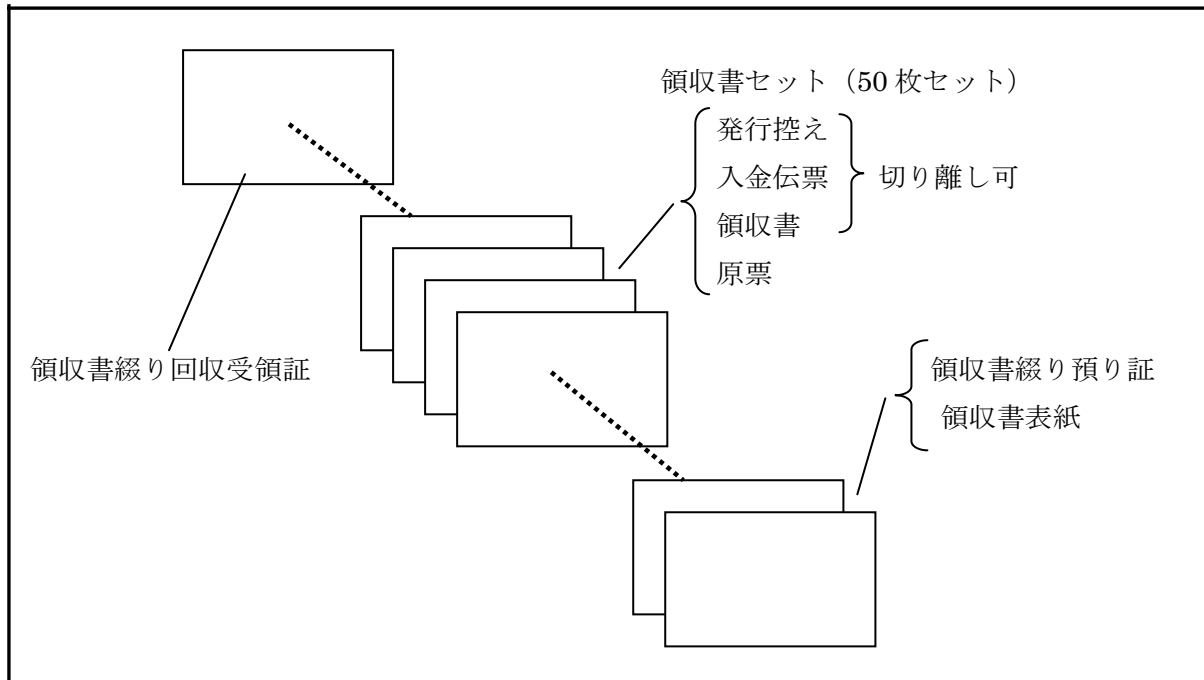 領収書セット（50 枚セット）
発行控え
入金伝票
領収書
原票
切り離し可
領収書綴り回収受領証
領収書綴り預り証
領収書表紙